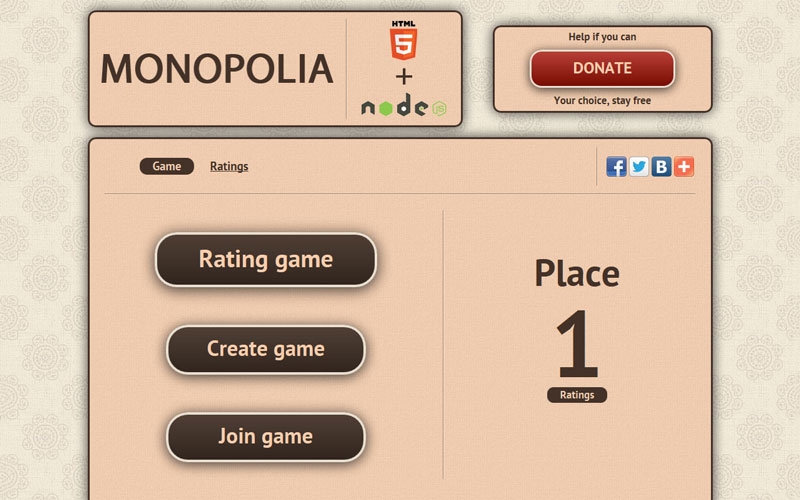 MONOPOLIA
HTML
5
+
node
JS
Help if you can
DONATE
Your choice, stay free
Game
Ratings
f
B
+
Rating game
Create game
Join game
Place
1
Ratings